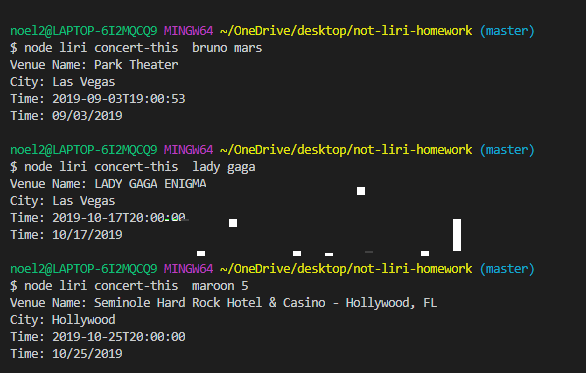 noel2@LAPTOP-6I2MQCQ9 MINGW64 ~/OneDrive/desktop/not-liri-homework (master)
$ node liri concert-this  bruno mars
Venue Name: Park Theater
City: Las Vegas
Time: 2019-09-03T19:00:53
Time: 09/03/2019
noel2@LAPTOP-6I2MQCQ9 MINGW64 ~/OneDrive/desktop/not-liri-homework (master)
$ node liri concert-this  lady gaga
Venue Name: LADY GAGA ENIGMA
City: Las Vegas
Time: 2019-10-17T20:00:00
Time: 10/17/2019
noel2@LAPTOP-6I2MQCQ9 MINGW64 ~/OneDrive/desktop/not-liri-homework (master)
$ node liri concert-this  maroon 5
Venue Name: Seminole Hard Rock Hotel & Casino - Hollywood, FL
City: Hollywood
Time: 2019-10-25T20:00:00
Time: 10/25/2019